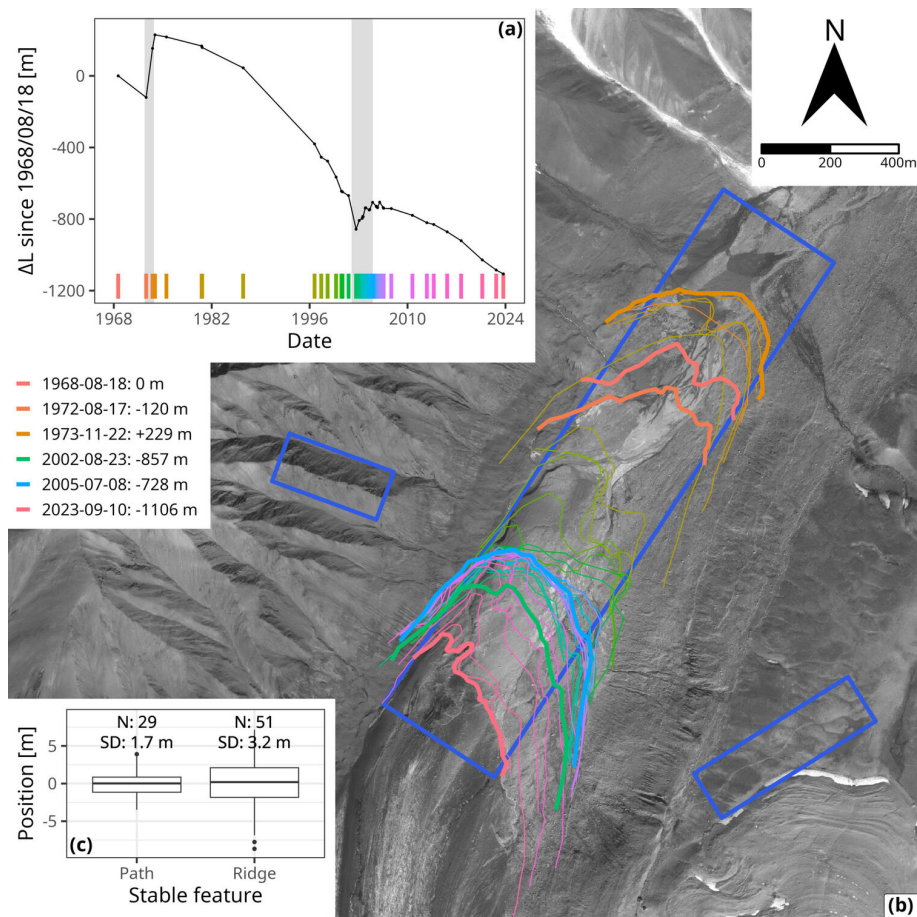 (a)
ΔL since 1968/08/18 [m]
0
-400
-800
-1200
1968
1982
1996
2010
2024
Date
N
0
200
400m
1968-08-18: 0 m
1972-08-17: -120 m
1973-11-22: +229 m
2002-08-23: -857 m
2005-07-08: -728 m
2023-09-10: -1106 m
N: 29
N: 51
SD: 1.7 m
SD: 3.2 m
Position [m]
5
0
-5
(c)
Path
Ridge
Stable feature
(b)